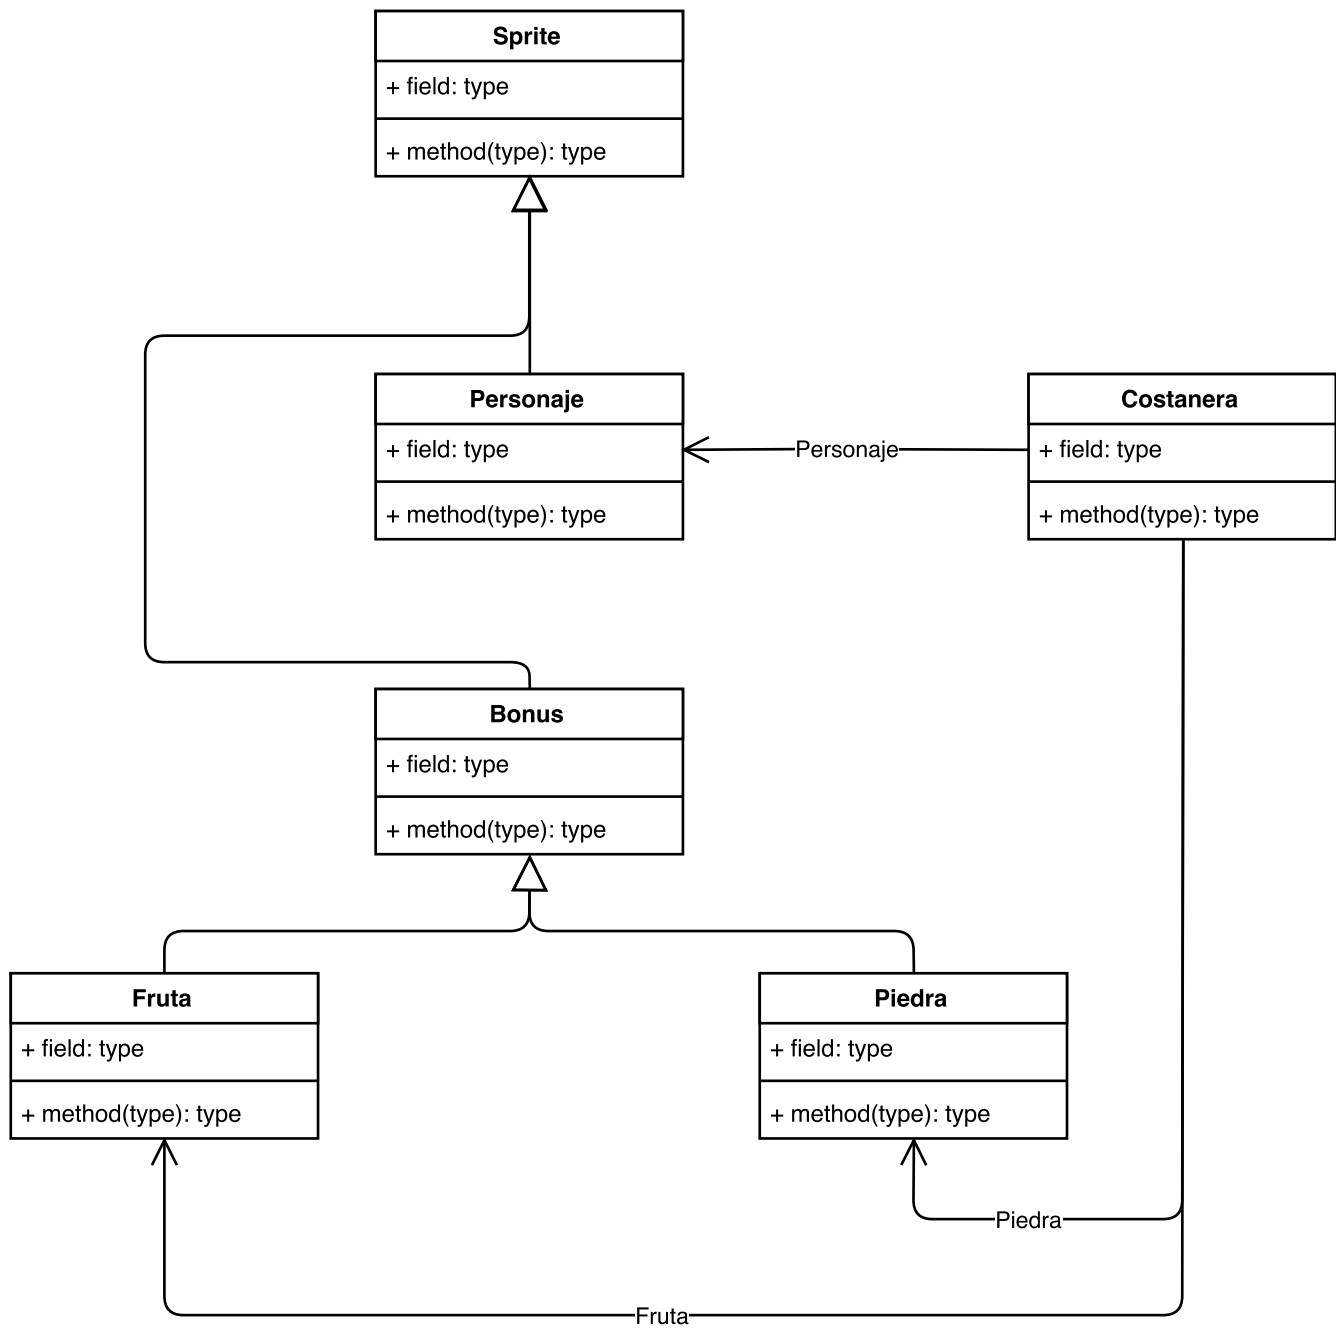 Sprite
+ field: type
+ method(type): type
Personaje
+ field: type
+ method(type): type
Personaje
Costanera
+ field: type
+ method(type): type
Bonus
+ field: type
+ method(type): type
Fruta
+ field: type
+ method(type): type
Piedra
+ field: type
+ method(type): type
Piedra
Fruta